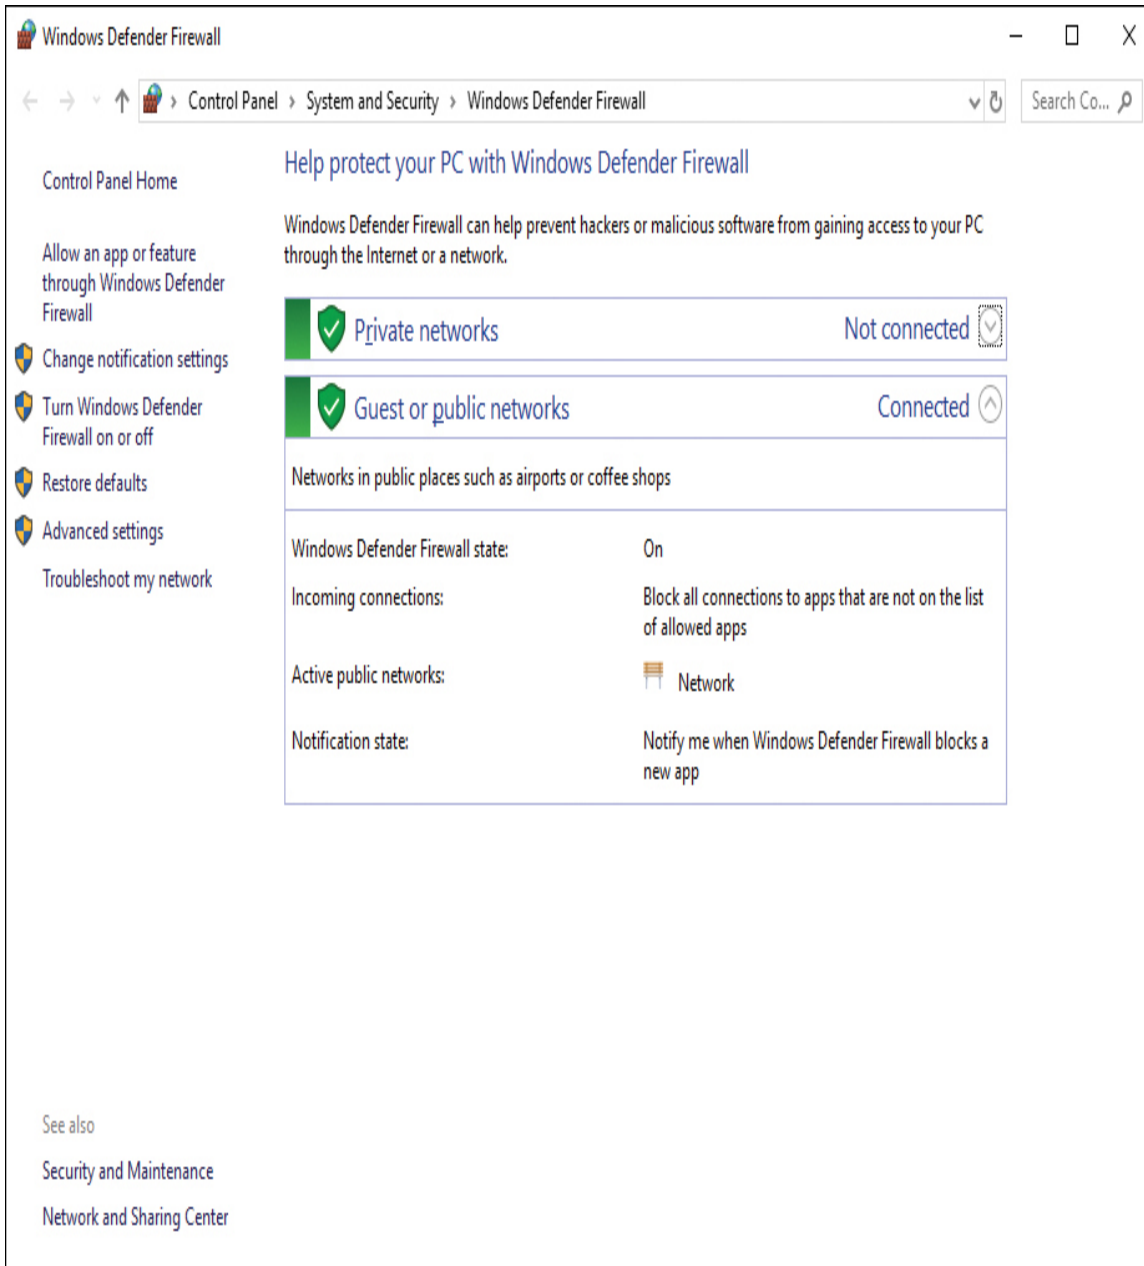 Windows Defender Firewall
Control Panel > System and Security > Windows Defender Firewall
Search Co...
Control Panel Home
Allow an app or feature
through Windows Defender
Firewall
Change notification settings
Turn Windows Defender
Firewall on or off
Restore defaults
Advanced settings
Troubleshoot my network
Help protect your PC with Windows Defender Firewall
Windows Defender Firewall can help prevent hackers or malicious software from gaining access to your PC
through the Internet or a network.
Private networks
Not connected
Guest or public networks
Connected
Networks in public places such as airports or coffee shops
Windows Defender Firewall state:
On
Incoming connections:
Block all connections to apps that are not on the list
of allowed apps
Active public networks:
Network
Notification state:
Notify me when Windows Defender Firewall blocks a
new app
See also
Security and Maintenance
Network and Sharing Center